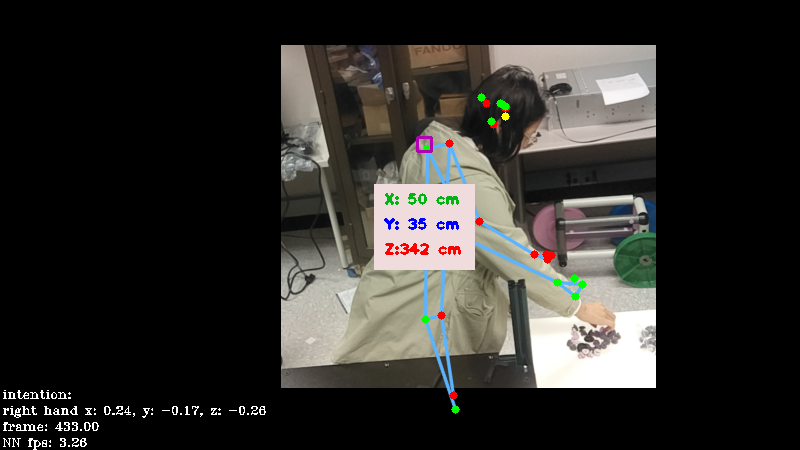 FANUC
X: 50 cm
Y: 35 cm
Z:342 cm
intention:
right hand x: 0.24, y: -0.17, z: -0.26
frame: 433.00
NN fps: 3.26